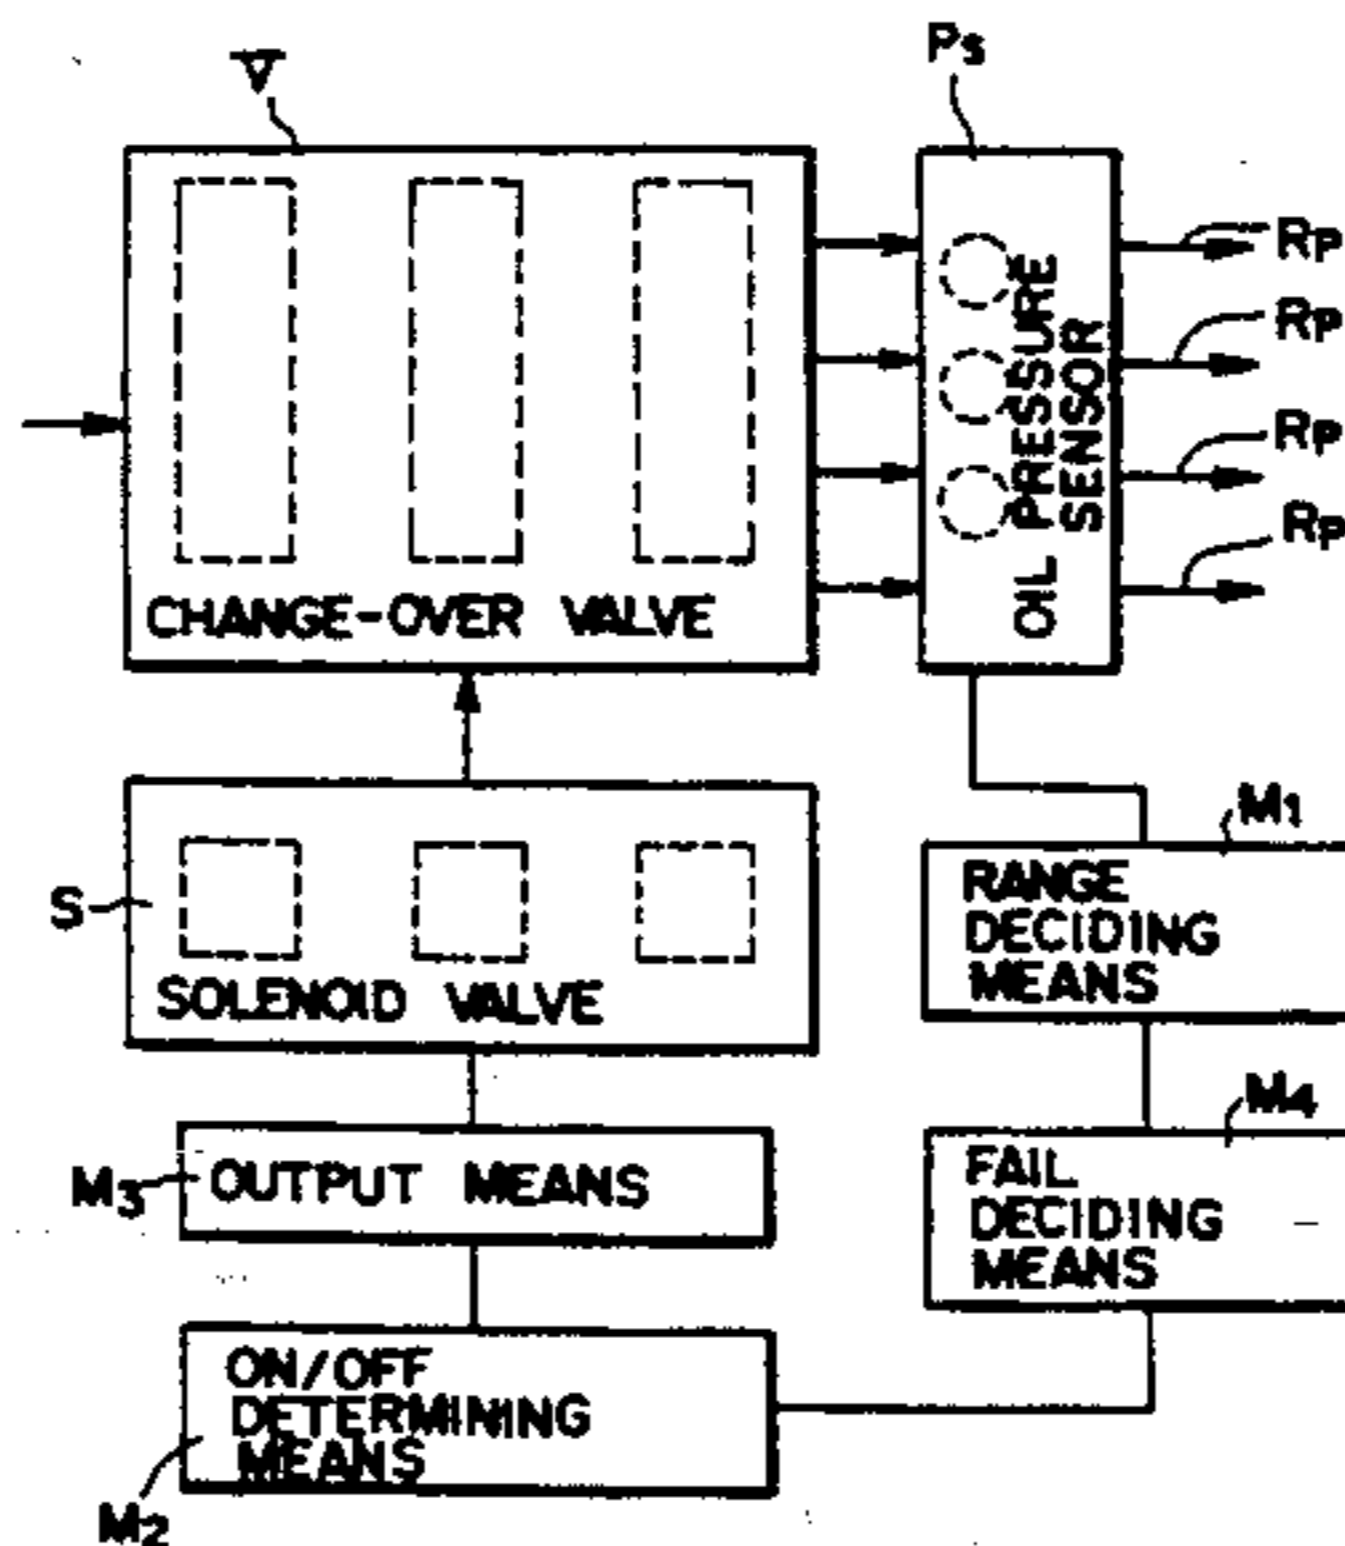 V
Ps
Rp
Rp
Rp
Rp
OIL PRESSURE
SENSOR
CHANGE-OVER VALVE
S
SOLENOID VALVE
M1
RANGE
DECIDING
MEANS
M3
OUTPUT MEANS
M4
FAIL
DECIDING
MEANS
ON/OFF
DETERMINING
MEANS
M2